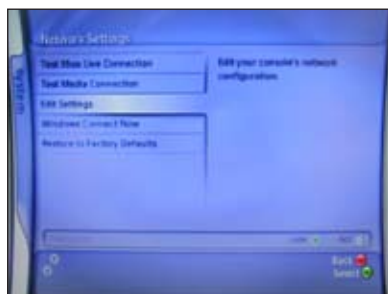 Network Settings
System
Test Xbox Live Connection
Test Media Connection
Edit Settings
Windows Connect Now
Restore to Factory Defaults
Edit your console's network
configuration.
Back
Select